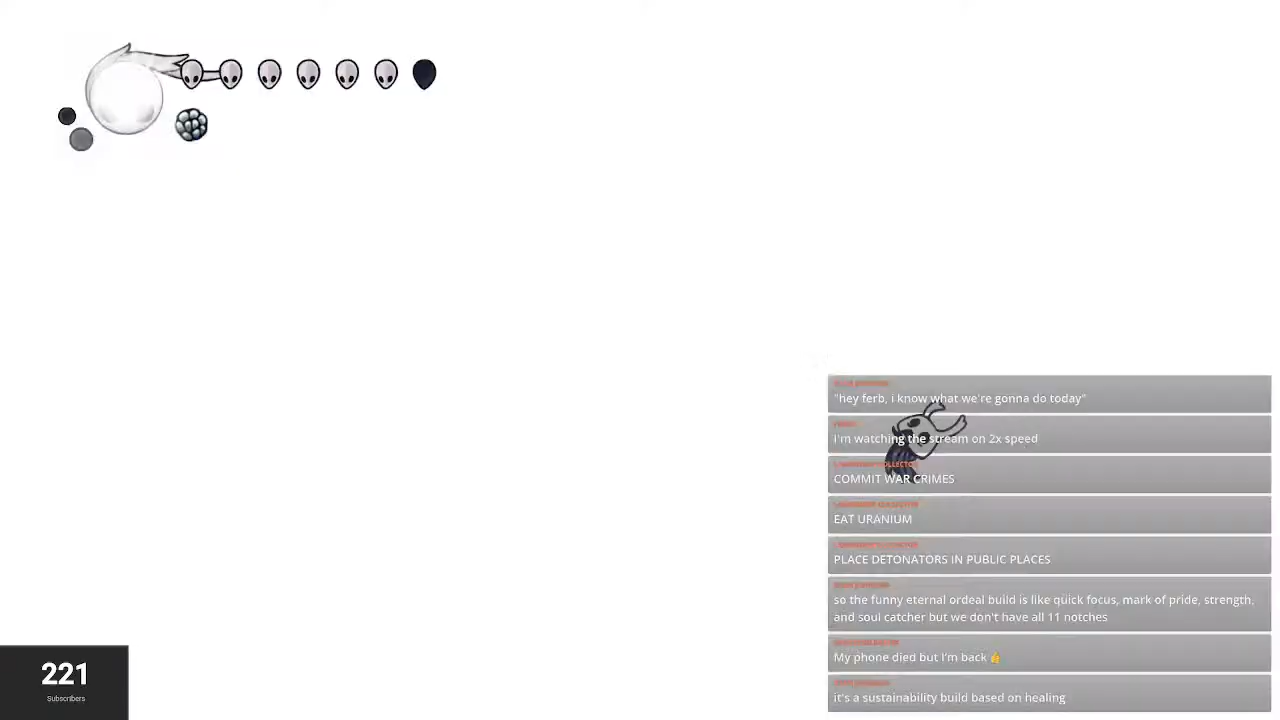 "hey ferb, i know what we're gonna do today"
I'm watching the stream on 2x speed
COMMIT WAR CRIMES
EAT URANIUM
PLACE DETONATORS IN PUBLIC PLACES
so the funny eternal ordeal build is like quick focus, mark of pride, strength,
and soul catcher but we don't have all 11 notches
My phone died but I'm back 👍
it's a sustainability build based on healing
221
Subscribers